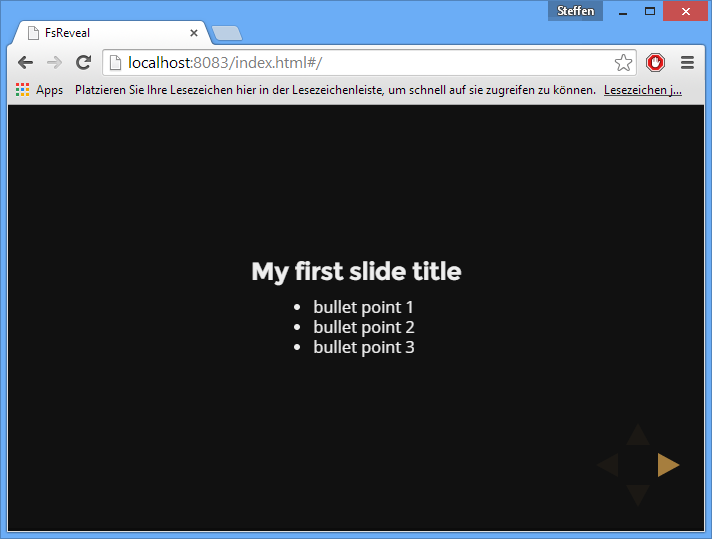 Steffen
FsReveal
localhost:8083/index.html#/
Apps Platzieren Sie Ihre Lesezeichen hier in der Lesezeichenleiste, um schnell auf sie zugreifen zu können. Lesezeichen j...
My first slide title
• bullet point 1
• bullet point 2
• bullet point 3